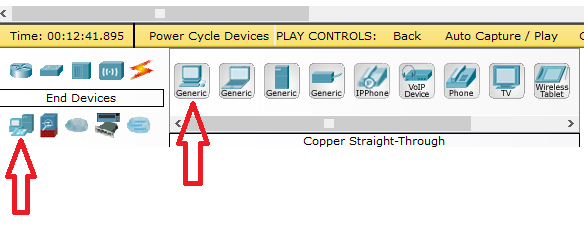 Time: 00:12:41.895 Power Cycle Devices PLAY CONTROLS: Back Auto Capture / Play
End Devices
Generic Generic Generic Generic IPPhone VoIP Device Phone TV Wireless Tablet
Copper Straight-Through